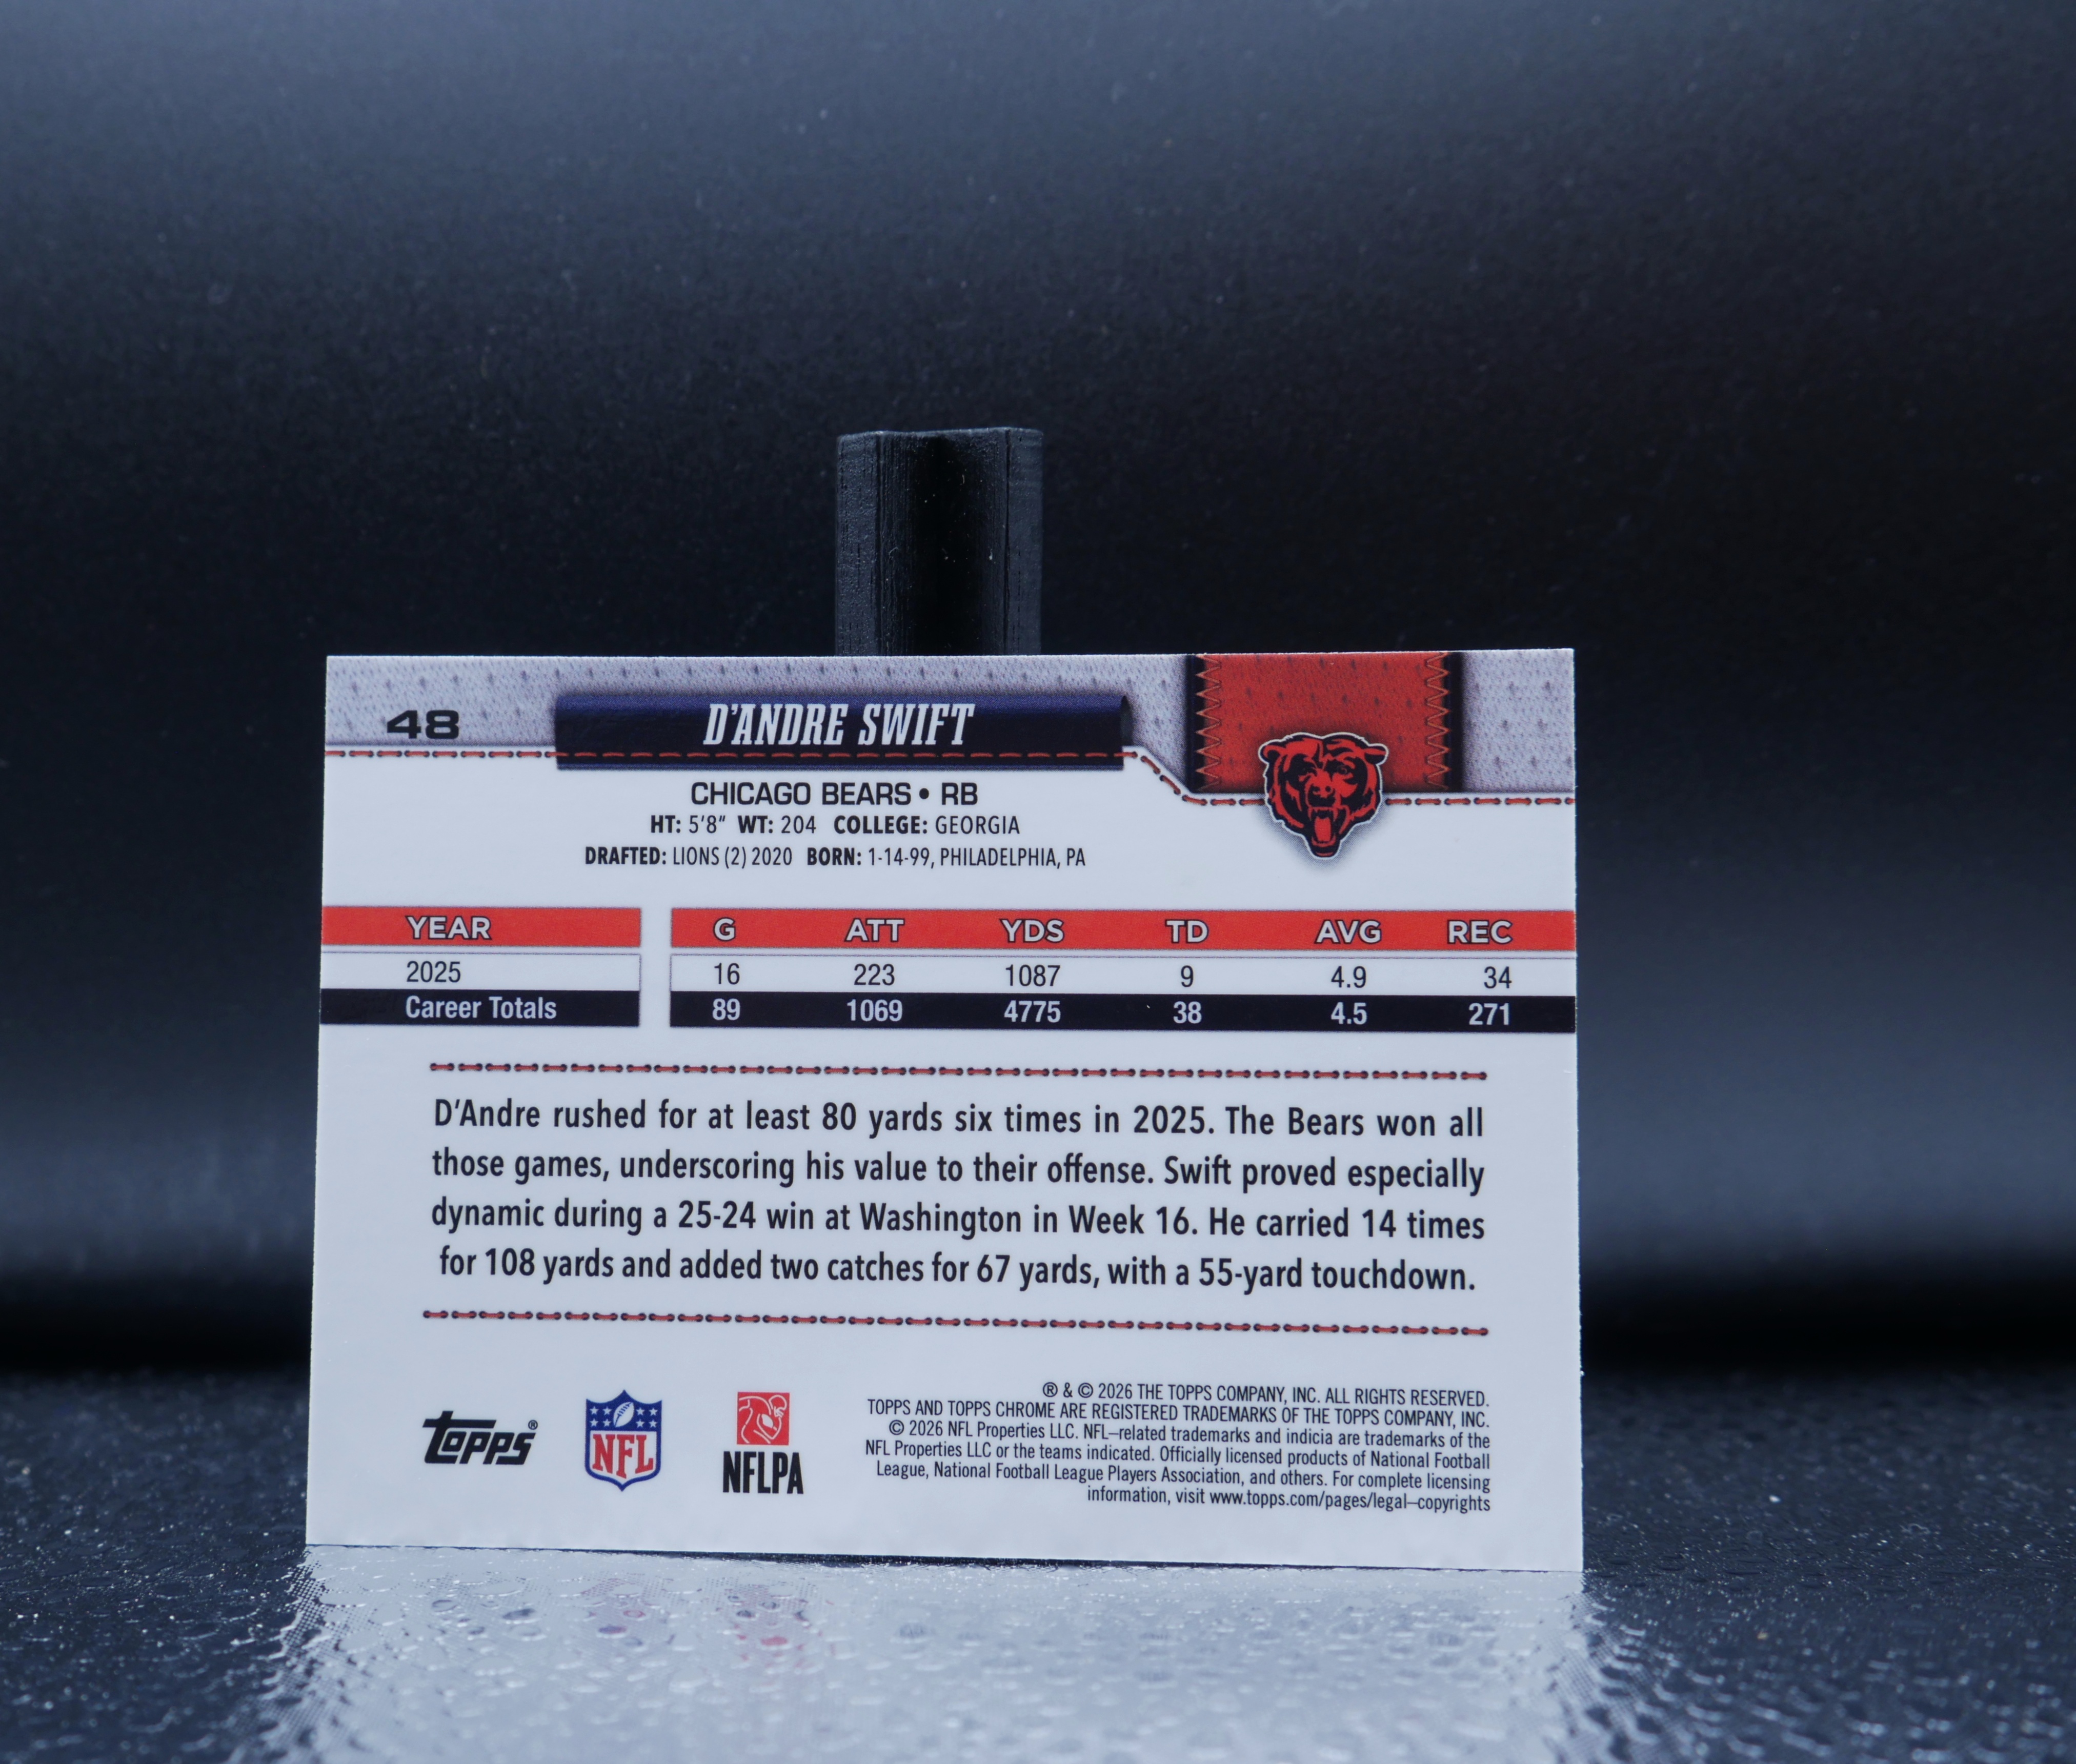 48
D'ANDRE SWIFT
CHICAGO BEARS • RB
HT: 5'8" WT: 204 COLLEGE: GEORGIA
DRAFTED: LIONS (2) 2020 BORN: 1-14-99, PHILADELPHIA, PA
YEAR G ATT YDS TD AVG REC
2025 16 223 1087 9 4.9 34
Career Totals 89 1069 4775 38 4.5 271
D'Andre rushed for at least 80 yards six times in 2025. The Bears won all
those games, underscoring his value to their offense. Swift proved especially
dynamic during a 25-24 win at Washington in Week 16. He carried 14 times
for 108 yards and added two catches for 67 yards, with a 55-yard touchdown.
topps®
NFL
NFLPA
® & © 2026 THE TOPPS COMPANY, INC. ALL RIGHTS RESERVED.
TOPPS AND TOPPS CHROME ARE REGISTERED TRADEMARKS OF THE TOPPS COMPANY, INC.
© 2026 NFL Properties LLC. NFL–related trademarks and indicia are trademarks of the
NFL Properties LLC or the teams indicated. Officially licensed products of National Football
League, National Football League Players Association, and others. For complete licensing
information, visit www.topps.com/pages/legal–copyrights